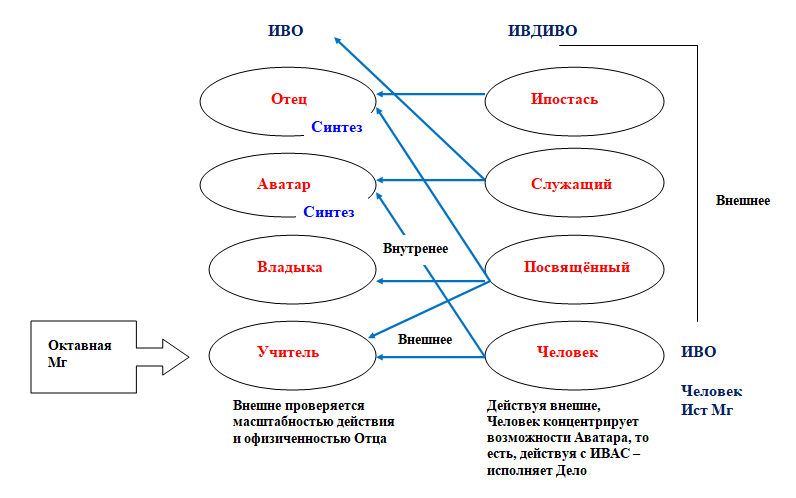 ИВО
ИВДИВО
Отец
Ипостась
Синтез
Аватар
Служащий
Внешнее
Синтез
Внутренее
Владыка
Посвящённый
Октавная
Мг
Учитель
Внешнее
Человек
ИВО
Человек
Ист Мг
Внешне проверяется
масштабностью действия
и офизиченностью Отца
Действуя внешне,
Человек концентрирует
возможности Аватара, то
есть, действуя с ИВАС –
исполняет Дело